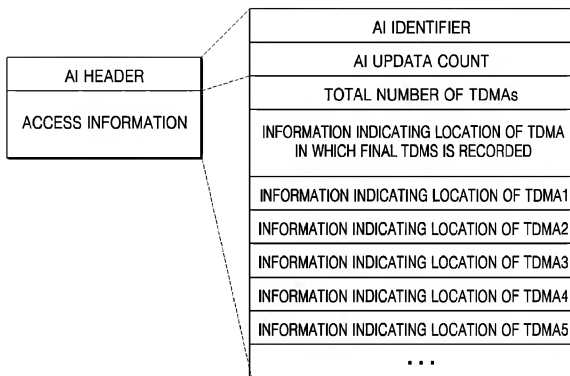 AI HEADER
ACCESS INFORMATION
AI IDENTIFIER
AI UPDATA COUNT
TOTAL NUMBER OF TDMAs
INFORMATION INDICATING LOCATION OF TDMA
IN WHICH FINAL TDMS IS RECORDED
INFORMATION INDICATING LOCATION OF TDMA1
INFORMATION INDICATING LOCATION OF TDMA2
INFORMATION INDICATING LOCATION OF TDMA3
INFORMATION INDICATING LOCATION OF TDMA4
INFORMATION INDICATING LOCATION OF TDMA5
...